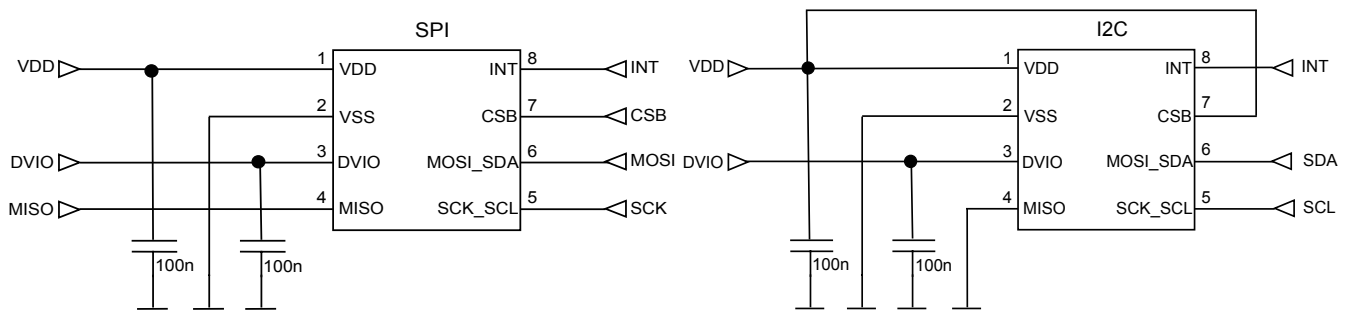 SPI
VDD
1
VDD
INT
8
INT
2
VSS
CSB
7
CSB
DVIO
3
DVIO
MOSI_SDA
6
MOSI
MISO
4
MISO
SCK_SCL
5
SCK
100n
100n
I2C
VDD
1
VDD
INT
8
INT
2
VSS
CSB
7
DVIO
3
DVIO
MOSI_SDA
6
SDA
4
MISO
SCK_SCL
5
SCL
100n
100n